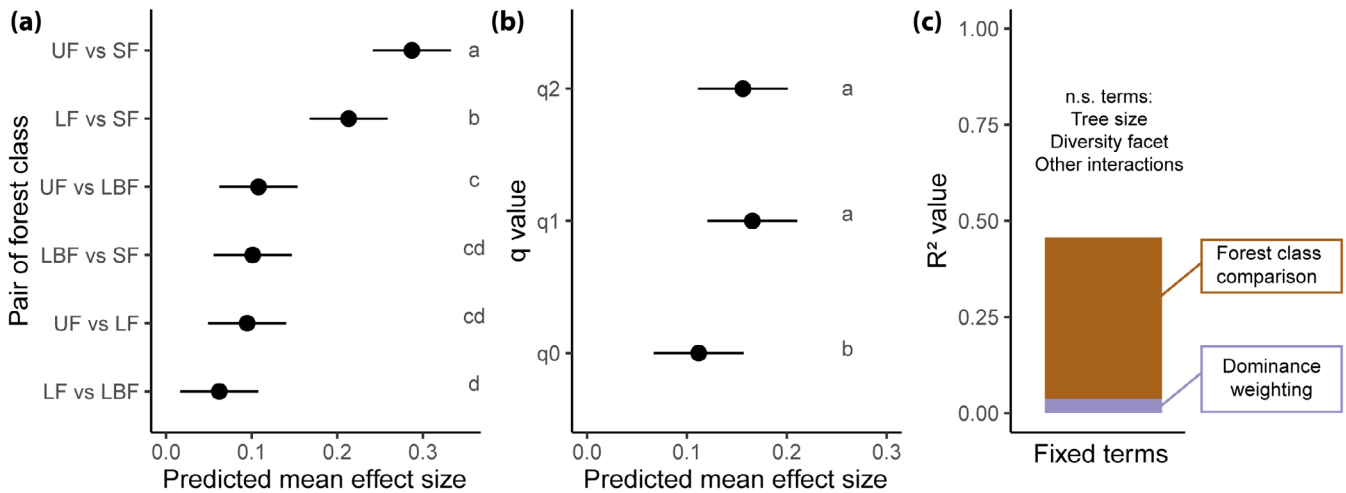 (a)
Pair of forest class
UF vs SF
a
LF vs SF
b
UF vs LBF
c
LBF vs SF
cd
UF vs LF
cd
LF vs LBF
d
0.0 0.1 0.2 0.3
Predicted mean effect size
(b)
q value
q2
a
q1
a
q0
b
0.0 0.1 0.2 0.3
Predicted mean effect size
(c)
R² value
1.00
0.75
0.50
0.25
0.00
n.s. terms:
Tree size
Diversity facet
Other interactions
Forest class
comparison
Dominance
weighting
Fixed terms